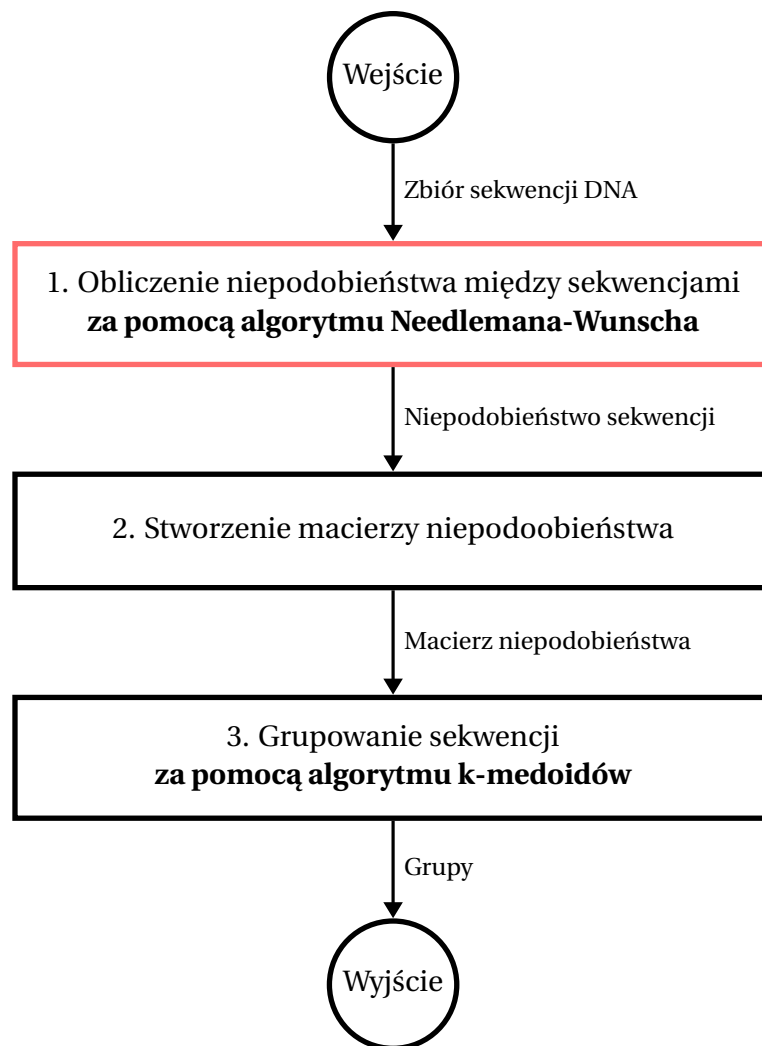 Wejście
Zbiór sekwencji DNA
1. Obliczenie niepodobieństwa między sekwencjami
za pomocą algorytmu Needlemana-Wunscha
Niepodobieństwo sekwencji
2. Stworzenie macierzy niepodoobieństwa
Macierz niepodobieństwa
3. Grupowanie sekwencji
za pomocą algorytmu k-medoidów
Grupy
Wyjście